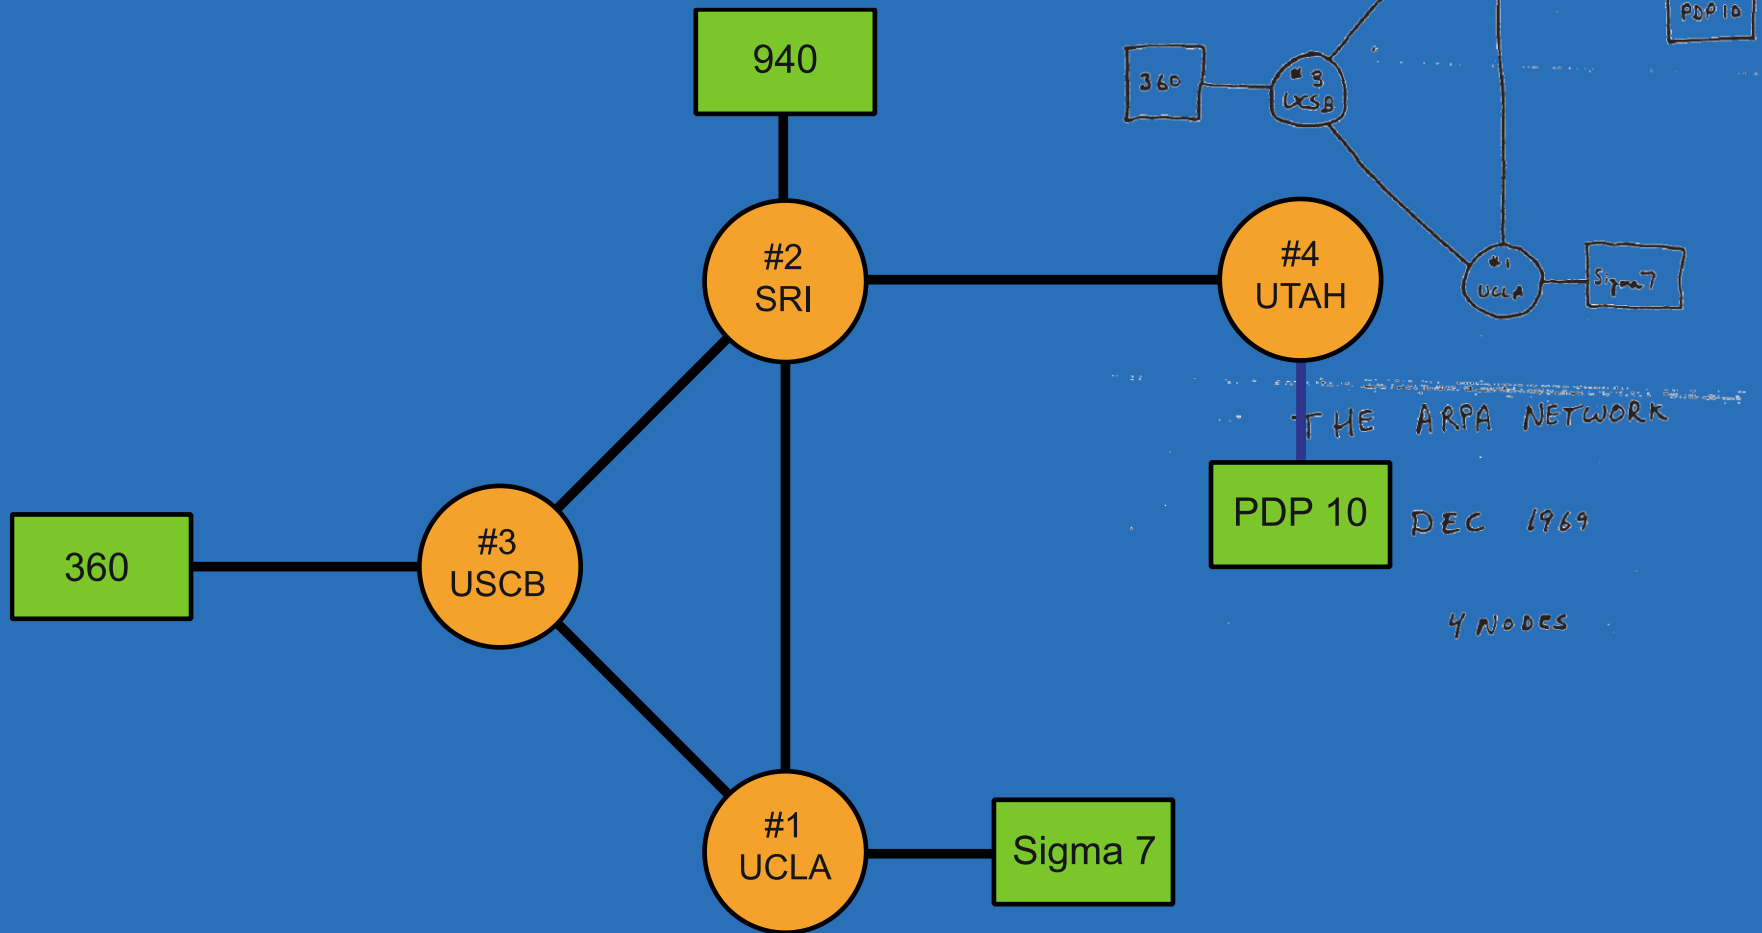 940
#2
SRI
#4
UTAH
PDP 10
#3
USCB
360
#1
UCLA
Sigma 7
PDP 10
360
#3
UCSB
#1
UCLA
Sigma 7
THE ARPA NETWORK
DEC 1969
4 NODES